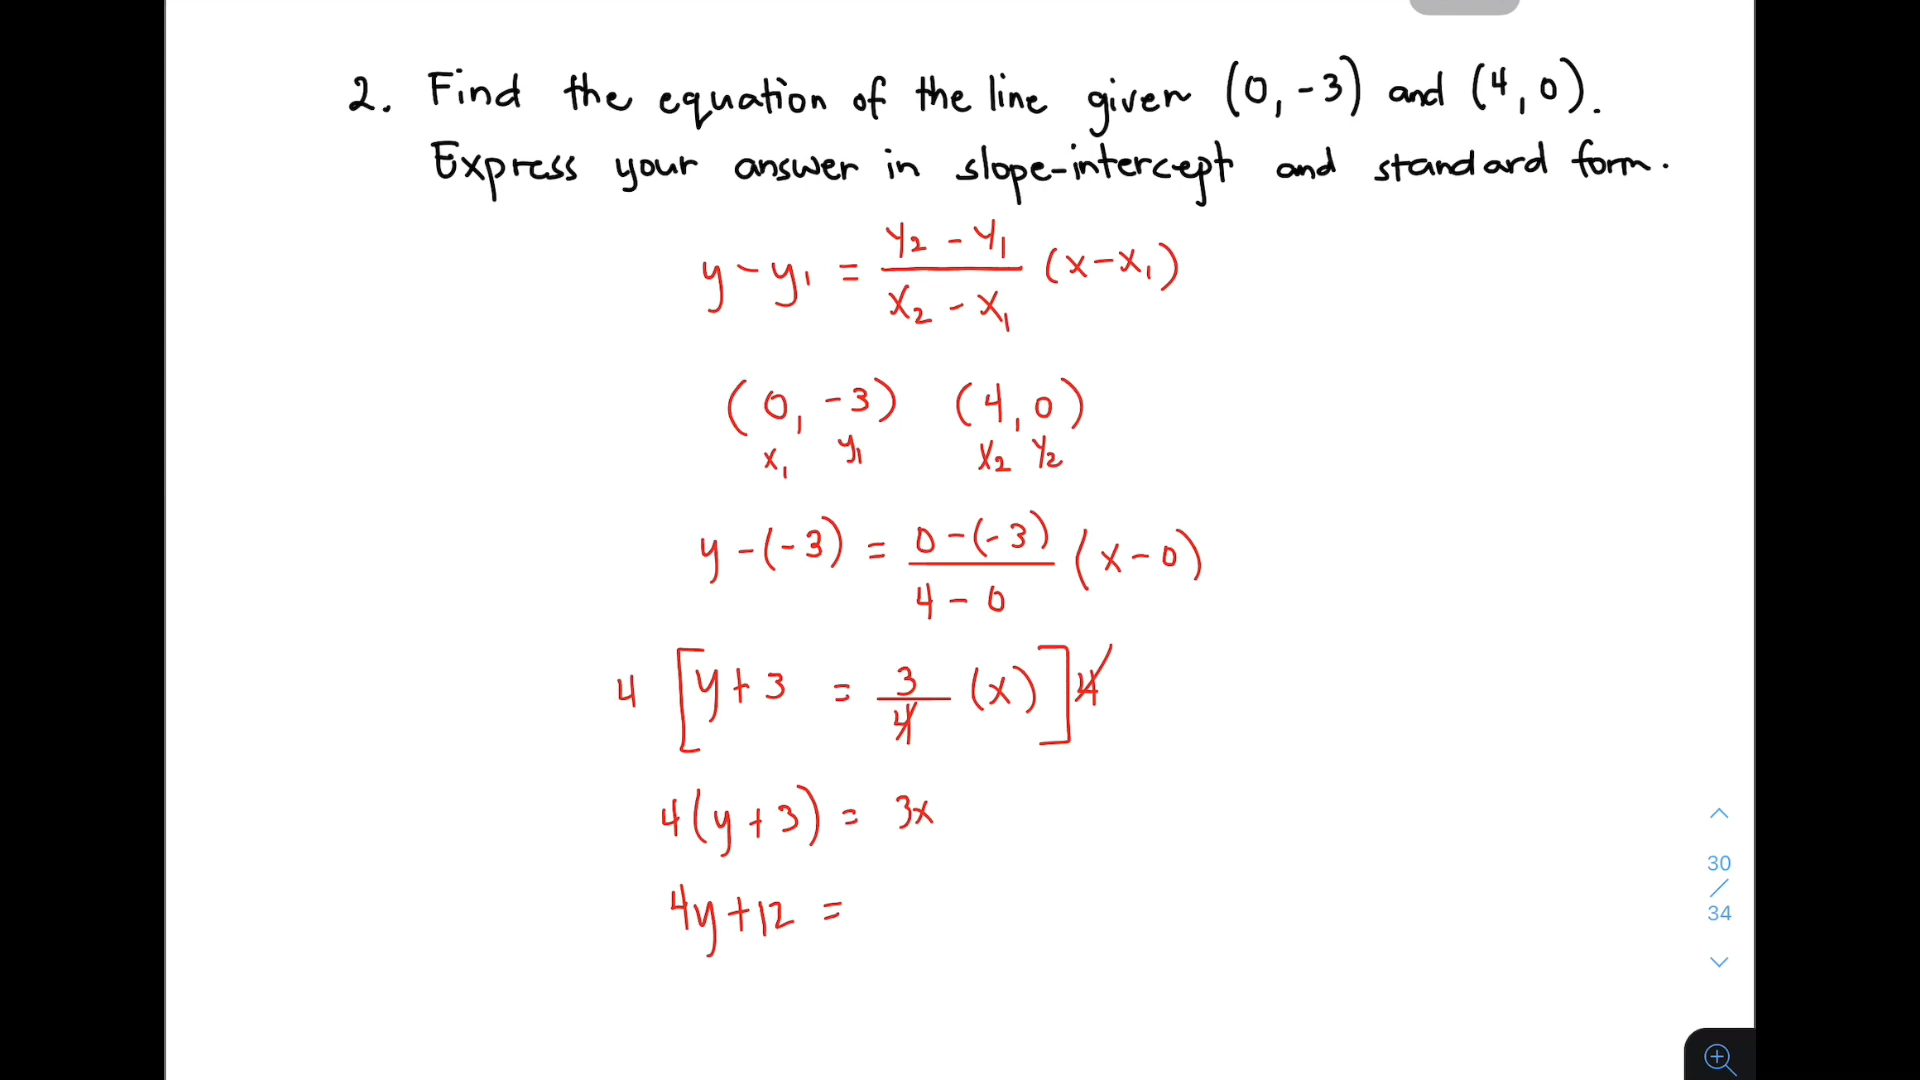 2. Find the equation of the line given (0, -3) and (4, 0).
Express your answer in slope-intercept and standard form.
y - y₁ = (y₂ - y₁)/(x₂ - x₁) (x - x₁)
(0, -3) (4, 0)
x₁ y₁ x₂ y₂
y - (-3) = (0 - (-3))/(4 - 0) (x - 0)
4 [y + 3 = 3/4 (x)] 4
4(y + 3) = 3x
4y + 12 =
30
/
34